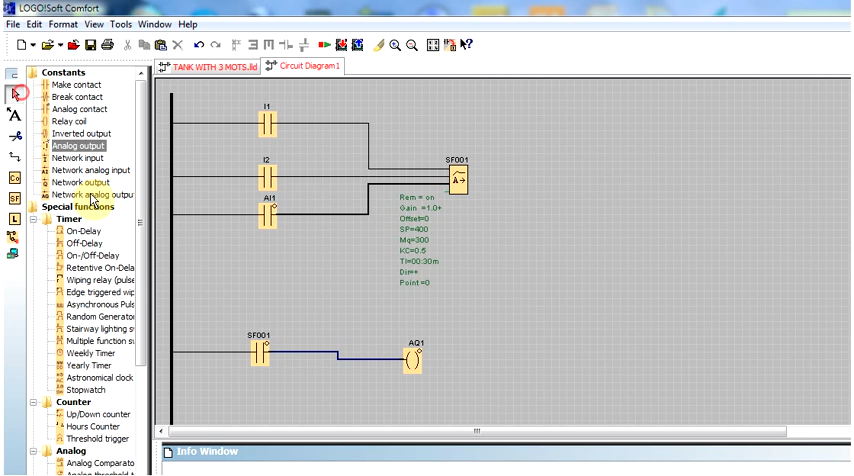 LOGO!Soft Comfort
File Edit Format View Tools Window Help
TANK WITH 3 MOTS.lld Circuit Diagram1
Constants
Make contact
Break contact
Analog contact
Relay coil
Inverted output
Analog output
Network input
Network analog input
Network output
Network analog output
Special functions
Timer
On-Delay
Off-Delay
On-/Off-Delay
Retentive On-Dela
Wiping relay (pulse
Edge triggered wip
Asynchronous Puls
Random Generator
Stairway lighting s
Multiple function s
Weekly Timer
Yearly Timer
Astronomical clock
Stopwatch
Counter
Up/Down counter
Hours Counter
Threshold trigger
Analog
Analog Comparato
A
Co
SF
L
I1
I2
AI1
SF001
A→
Rem = on
Gain =1.0+
Offset=0
SP=400
Mq=300
KC=0.5
TI=00:30m
Dir=+
Point =0
SF001
AQ1
Info Window